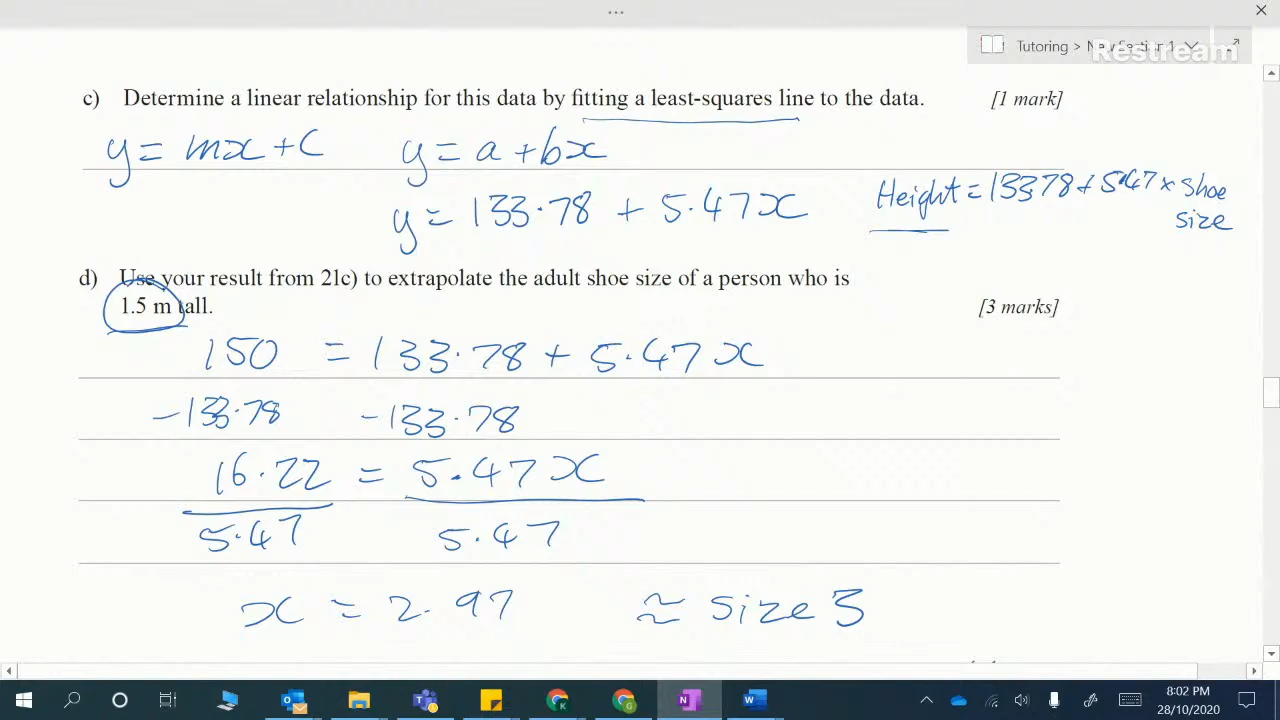 ...
Tutoring > New Section 1
Restream
c) Determine a linear relationship for this data by fitting a least-squares line to the data. [1 mark]
y = mx + c y = a + bx
y = 133.78 + 5.47x
Height = 133.78 + 5.47 × shoe
size
d) Use your result from 21c) to extrapolate the adult shoe size of a person who is
1.5 m tall. [3 marks]
150 = 133.78 + 5.47x
-133.78 -133.78
16.22 = 5.47x
5.47 5.47
x = 2.97 ≈ size 3
8:02 PM
28/10/2020